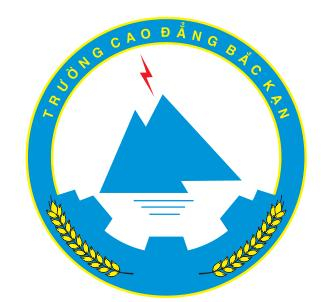 TRƯỜNG CAO ĐẲNG BẮC KẠN